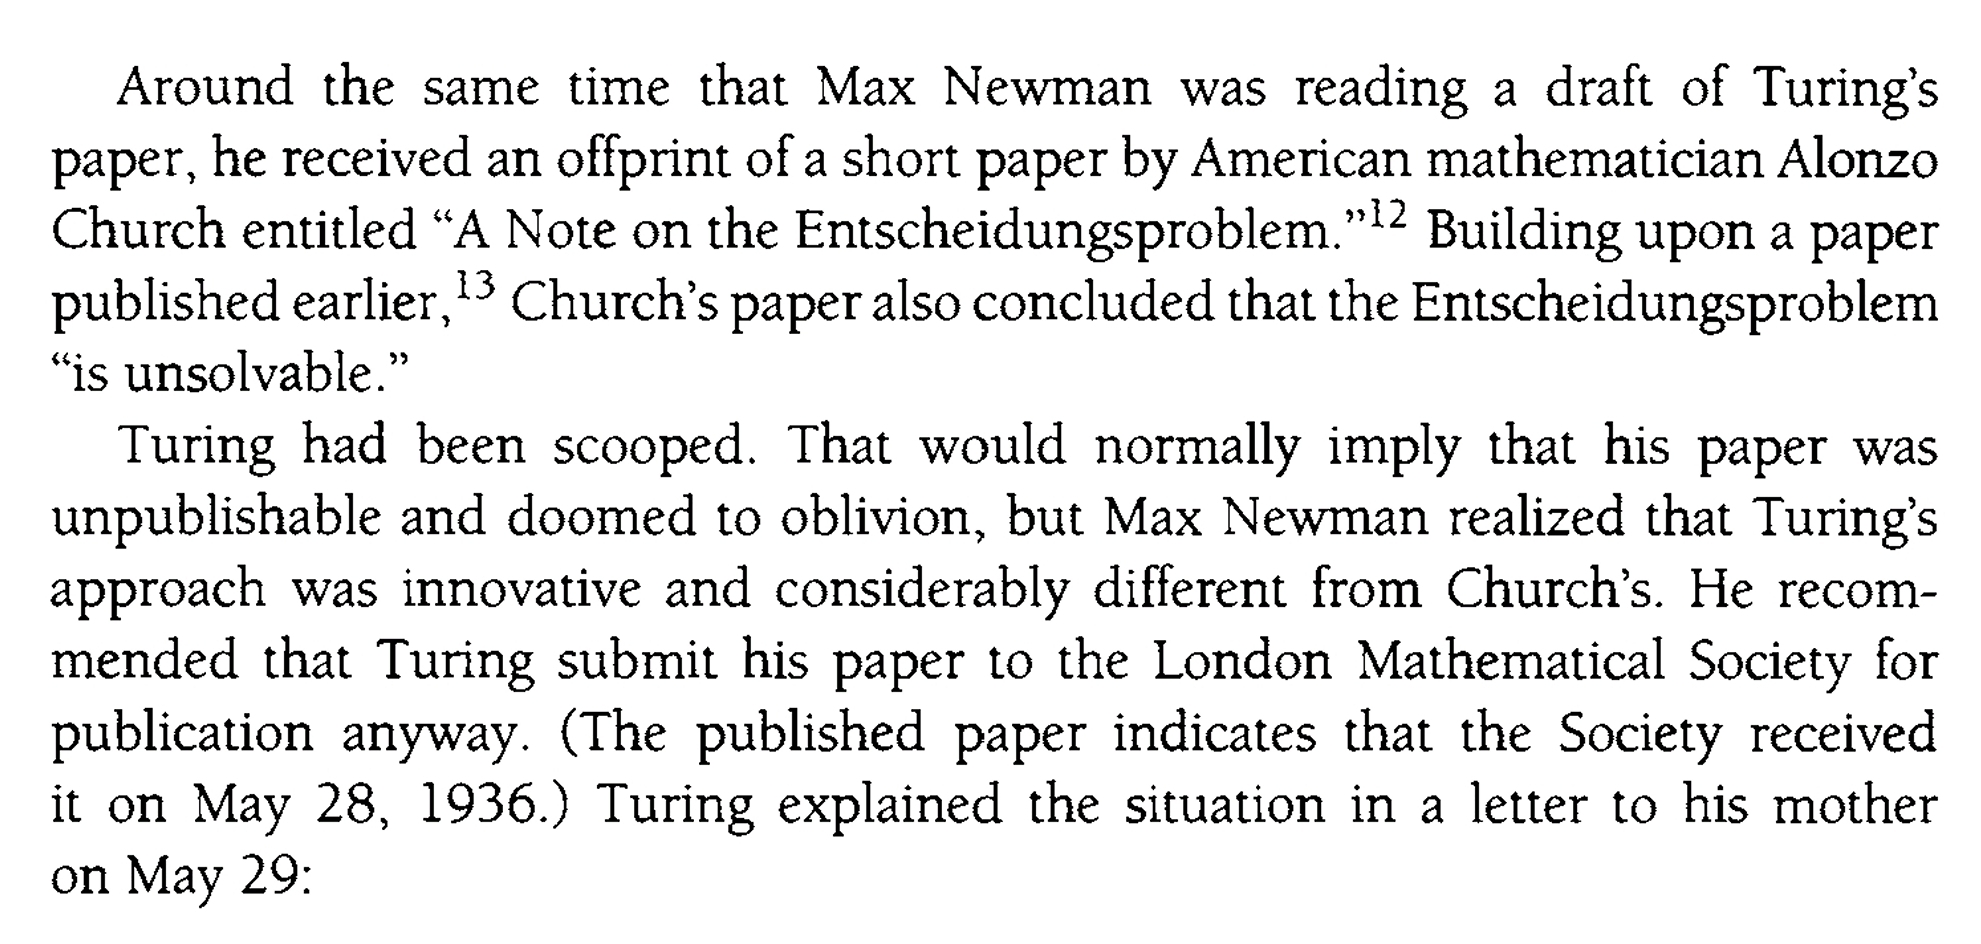 Around the same time that Max Newman was reading a draft of Turing’s
paper, he received an offprint of a short paper by American mathematician Alonzo
Church entitled “A Note on the Entscheidungsproblem.”¹² Building upon a paper
published earlier,¹³ Church’s paper also concluded that the Entscheidungsproblem
“is unsolvable.”
Turing had been scooped. That would normally imply that his paper was
unpublishable and doomed to oblivion, but Max Newman realized that Turing’s
approach was innovative and considerably different from Church’s. He recom-
mended that Turing submit his paper to the London Mathematical Society for
publication anyway. (The published paper indicates that the Society received
it on May 28, 1936.) Turing explained the situation in a letter to his mother
on May 29: